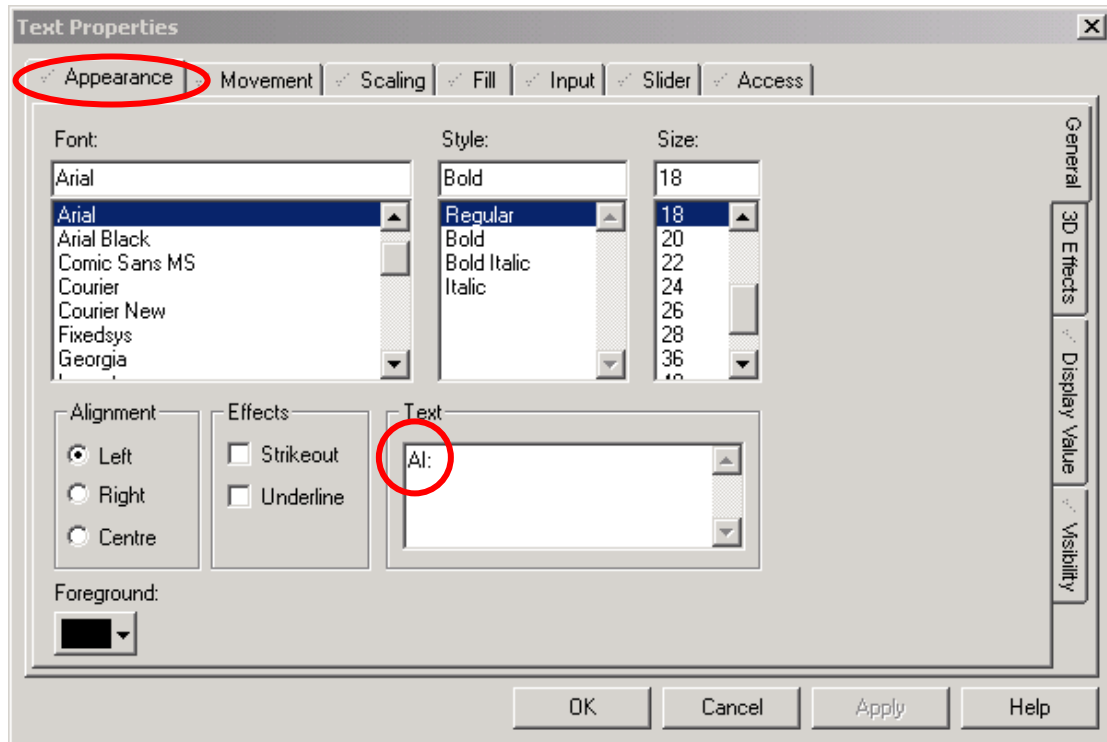 Text Properties
Appearance Movement Scaling Fill Input Slider Access
General
3D Effects
Display Value
Visibility
Font: Style: Size:
Arial Bold 18
Arial Regular 18
Arial Black Bold 20
Comic Sans MS Bold Italic 22
Courier Italic 24
Courier New 26
Fixedsys 28
Georgia 36
Alignment Effects Text
Left Strikeout AI:
Right Underline
Centre
Foreground:
OK Cancel Apply Help